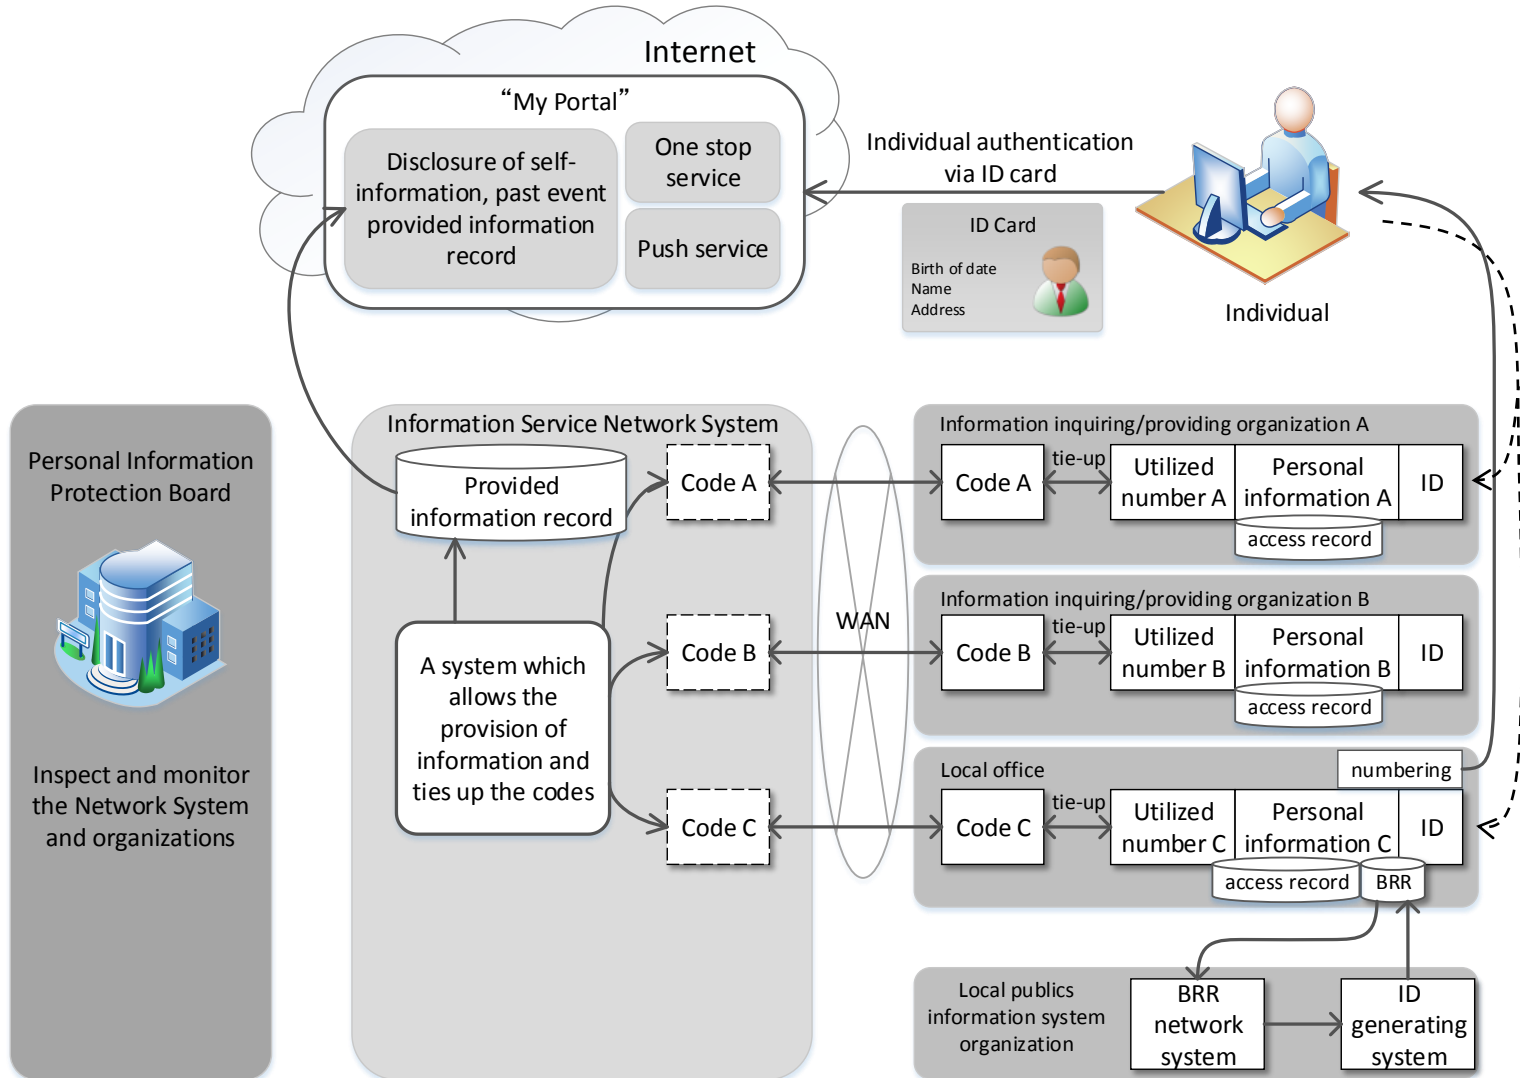 Internet
“My Portal”
Disclosure of self-
information, past event
provided information
record
One stop
service
Push service
Individual authentication
via ID card
ID Card
Birth of date
Name
Address
Individual
Personal Information
Protection Board
Inspect and monitor
the Network System
and organizations
Information Service Network System
Provided
information record
A system which
allows the
provision of
information and
ties up the codes
Code A
Code B
Code C
WAN
Information inquiring/providing organization A
Code A
tie-up
Utilized
number A
Personal
information A
ID
access record
Information inquiring/providing organization B
Code B
tie-up
Utilized
number B
Personal
information B
ID
access record
Local office
numbering
Code C
tie-up
Utilized
number C
Personal
information C
ID
access record
BRR
Local publics
information system
organization
BRR
network
system
ID
generating
system